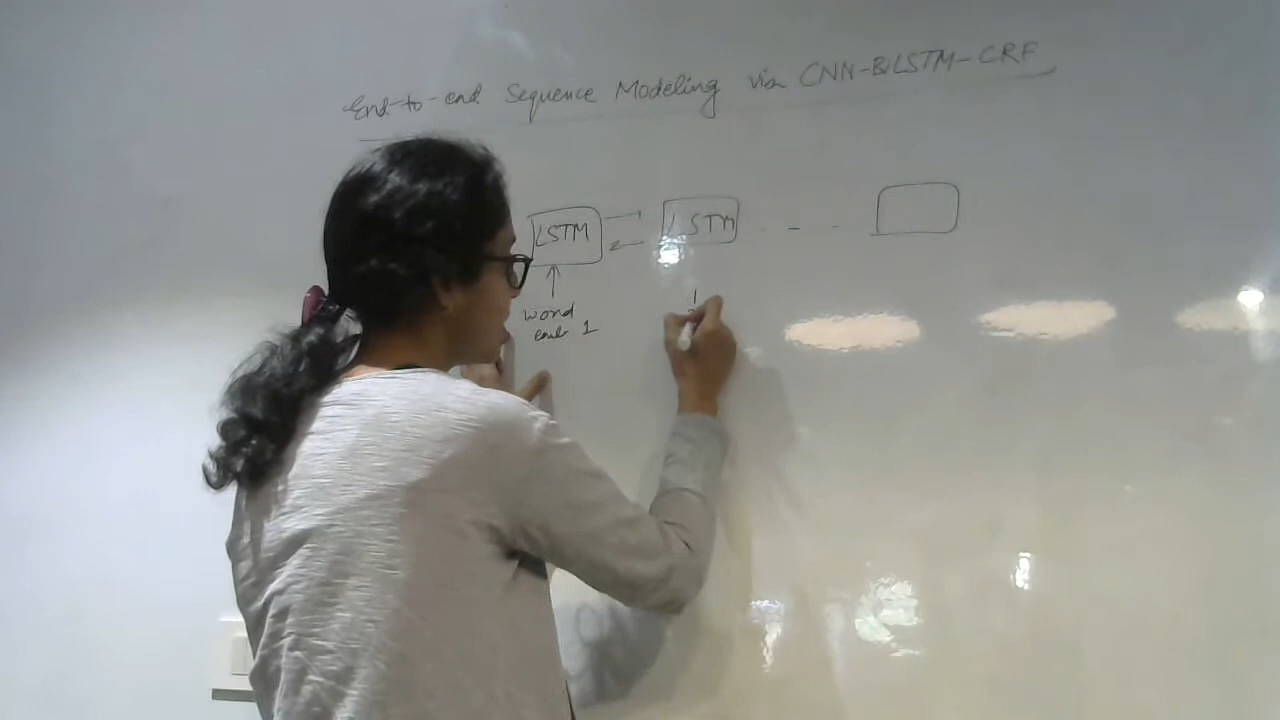 End-to-end Sequence Modeling via CNN-BiLSTM-CRF
LSTM LSTM . - -
word
emb 1